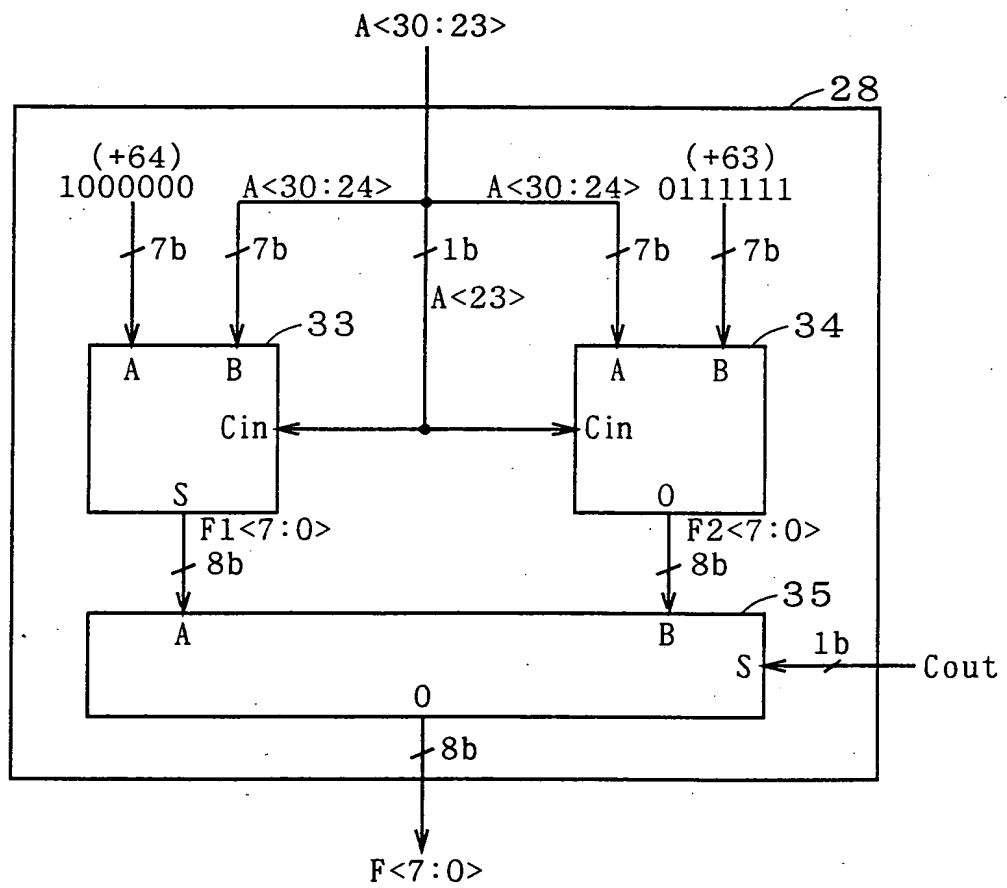 A<30:23>
28
(+64)
1000000
A<30:24>
A<30:24>
(+63)
0111111
7b
7b
1b
7b
7b
A<23>
33
34
A
B
A
B
Cin
Cin
S
O
F1<7:0>
F2<7:0>
8b
8b
35
A
B
S
1b
Cout
O
8b
F<7:0>